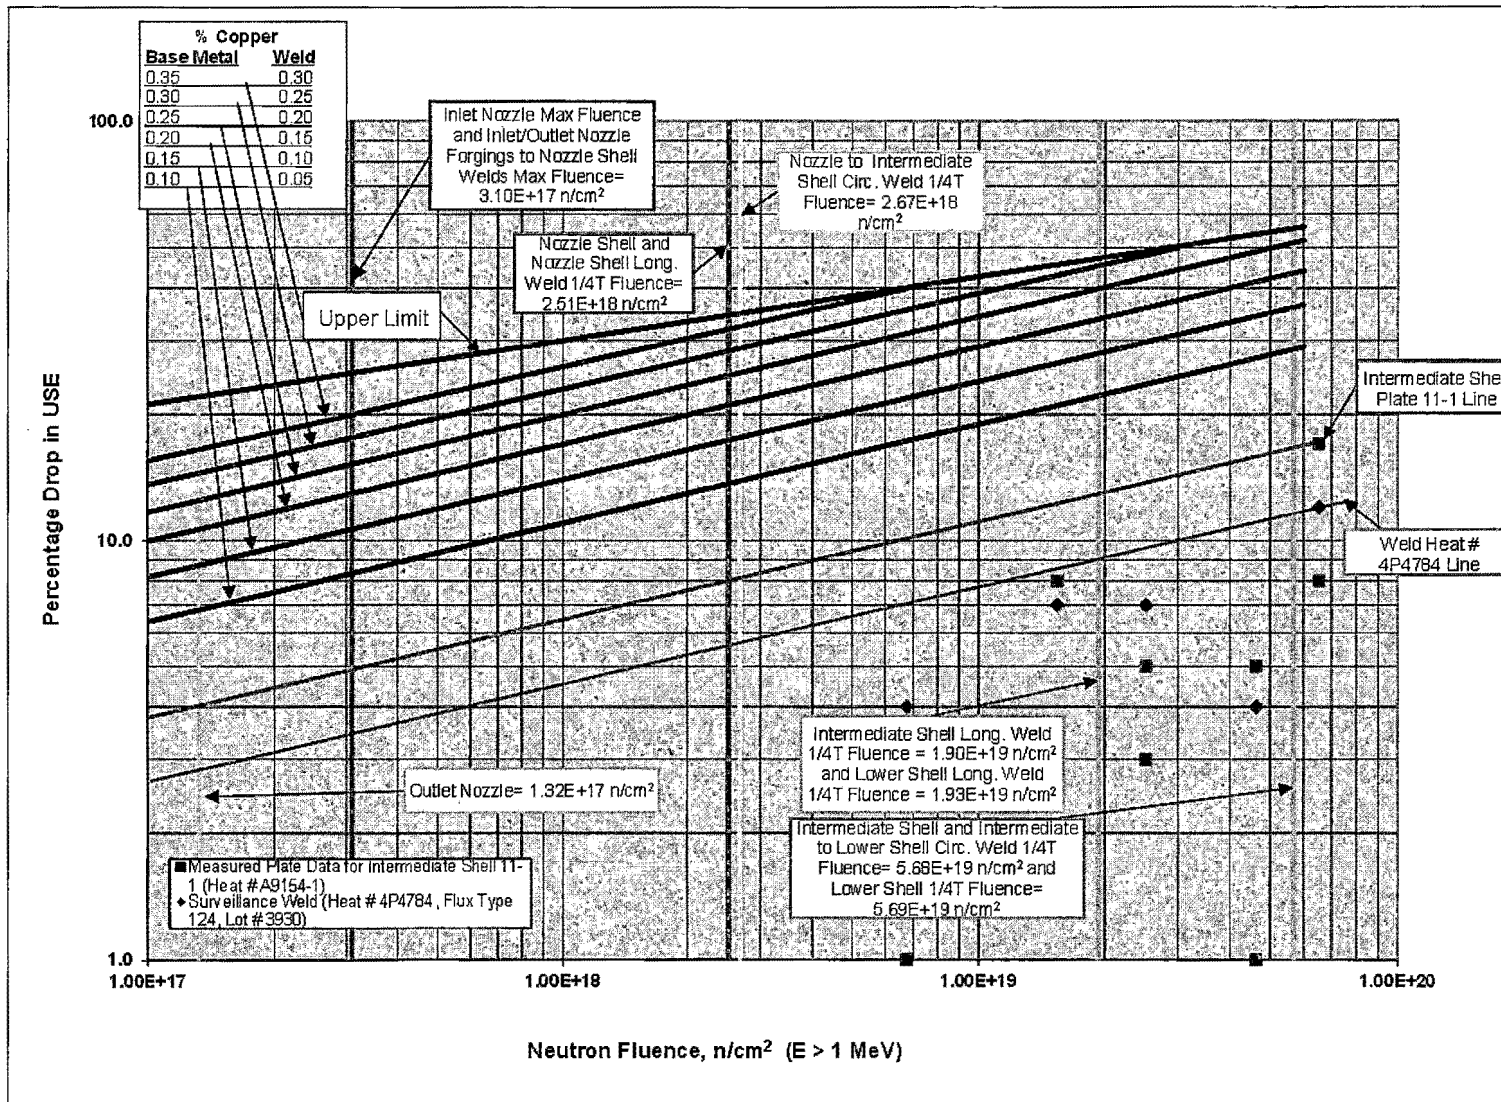 % Copper
Base Metal Weld
0.35 0.30
0.30 0.25
0.25 0.20
0.20 0.15
0.15 0.10
0.10 0.05
Inlet Nozzle Max Fluence
and Inlet/Outlet Nozzle
Forgings to Nozzle Shell
Welds Max Fluence=
3.10E+17 n/cm²
Nozzle to Intermediate
Shell Circ. Weld 1/4T
Fluence= 2.67E+18
n/cm²
Nozzle Shell and
Nozzle Shell Long.
Weld 1/4T Fluence=
2.51E+18 n/cm²
Upper Limit
Intermediate She
Plate 11-1 Line
Weld Heat #
4P4784 Line
Intermediate Shell Long. Weld
1/4T Fluence = 1.90E+19 n/cm²
and Lower Shell Long. Weld
1/4T Fluence = 1.93E+19 n/cm²
Outlet Nozzle= 1.32E+17 n/cm²
Intermediate Shell and Intermediate
to Lower Shell Circ. Weld 1/4T
Fluence= 5.68E+19 n/cm² and
Lower Shell 1/4T Fluence=
5.69E+19 n/cm²
Measured Plate Data for Intermediate Shell 11-
1 (Heat #A9154-1)
Surveillance Weld (Heat # 4P4784, Flux Type
124, Lot #3930)
Percentage Drop in USE
100.0
10.0
1.0
1.00E+17 1.00E+18 1.00E+19 1.00E+20
Neutron Fluence, n/cm² (E > 1 MeV)